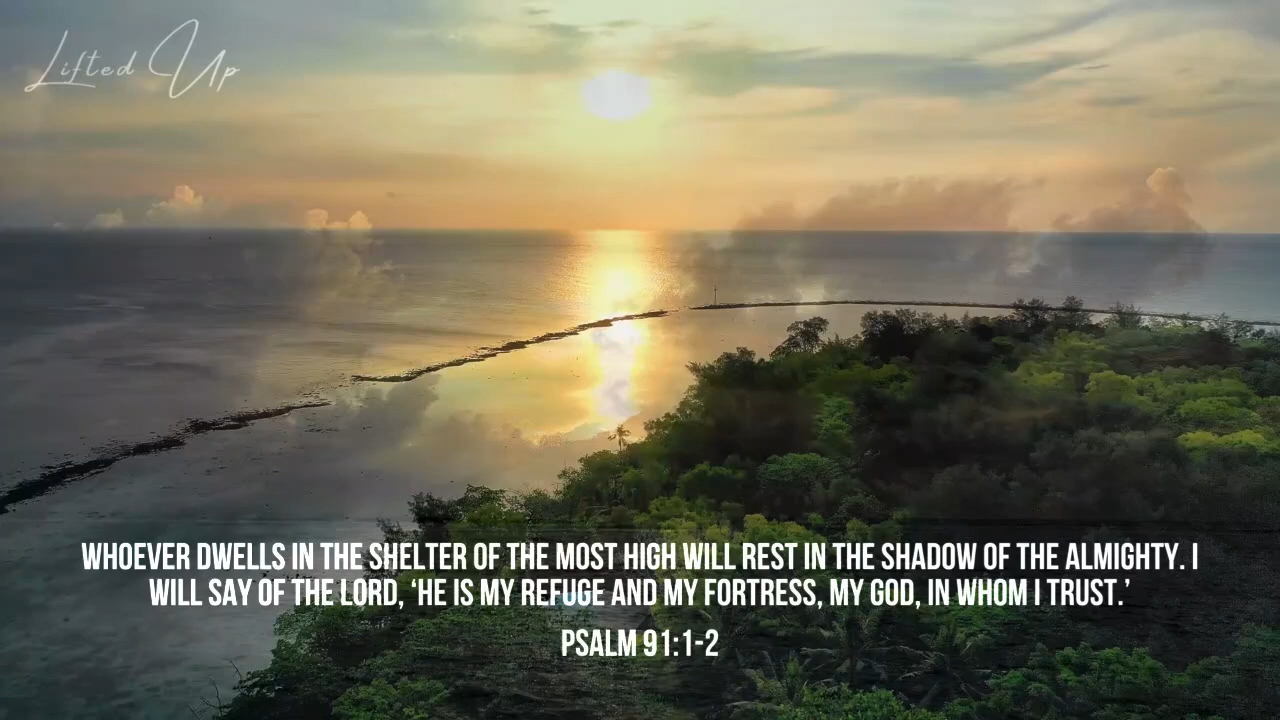 Lifted Up
WHOEVER DWELLS IN THE SHELTER OF THE MOST HIGH WILL REST IN THE SHADOW OF THE ALMIGHTY. I
WILL SAY OF THE LORD, ‘HE IS MY REFUGE AND MY FORTRESS, MY GOD, IN WHOM I TRUST.’
PSALM 91:1-2